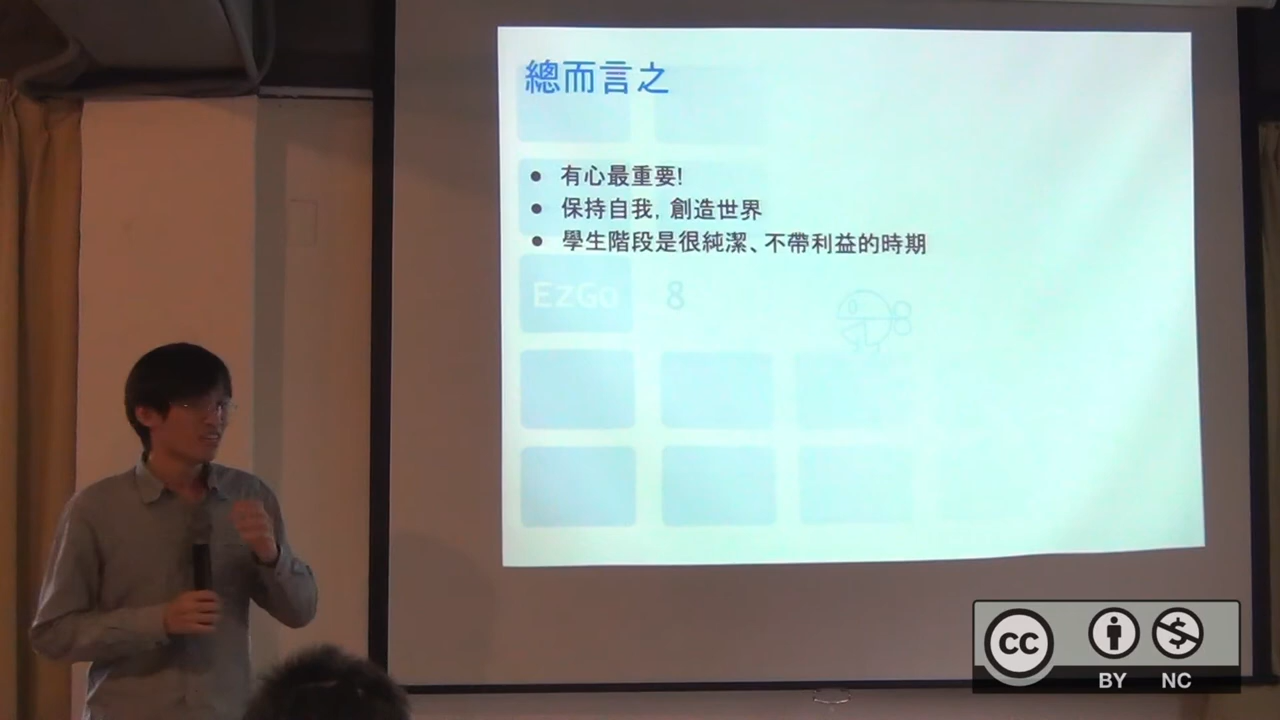 總而言之
● 有心最重要!
● 保持自我, 創造世界
● 學生階段是很純潔、不帶利益的時期
EzGo 8
CC
BY NC